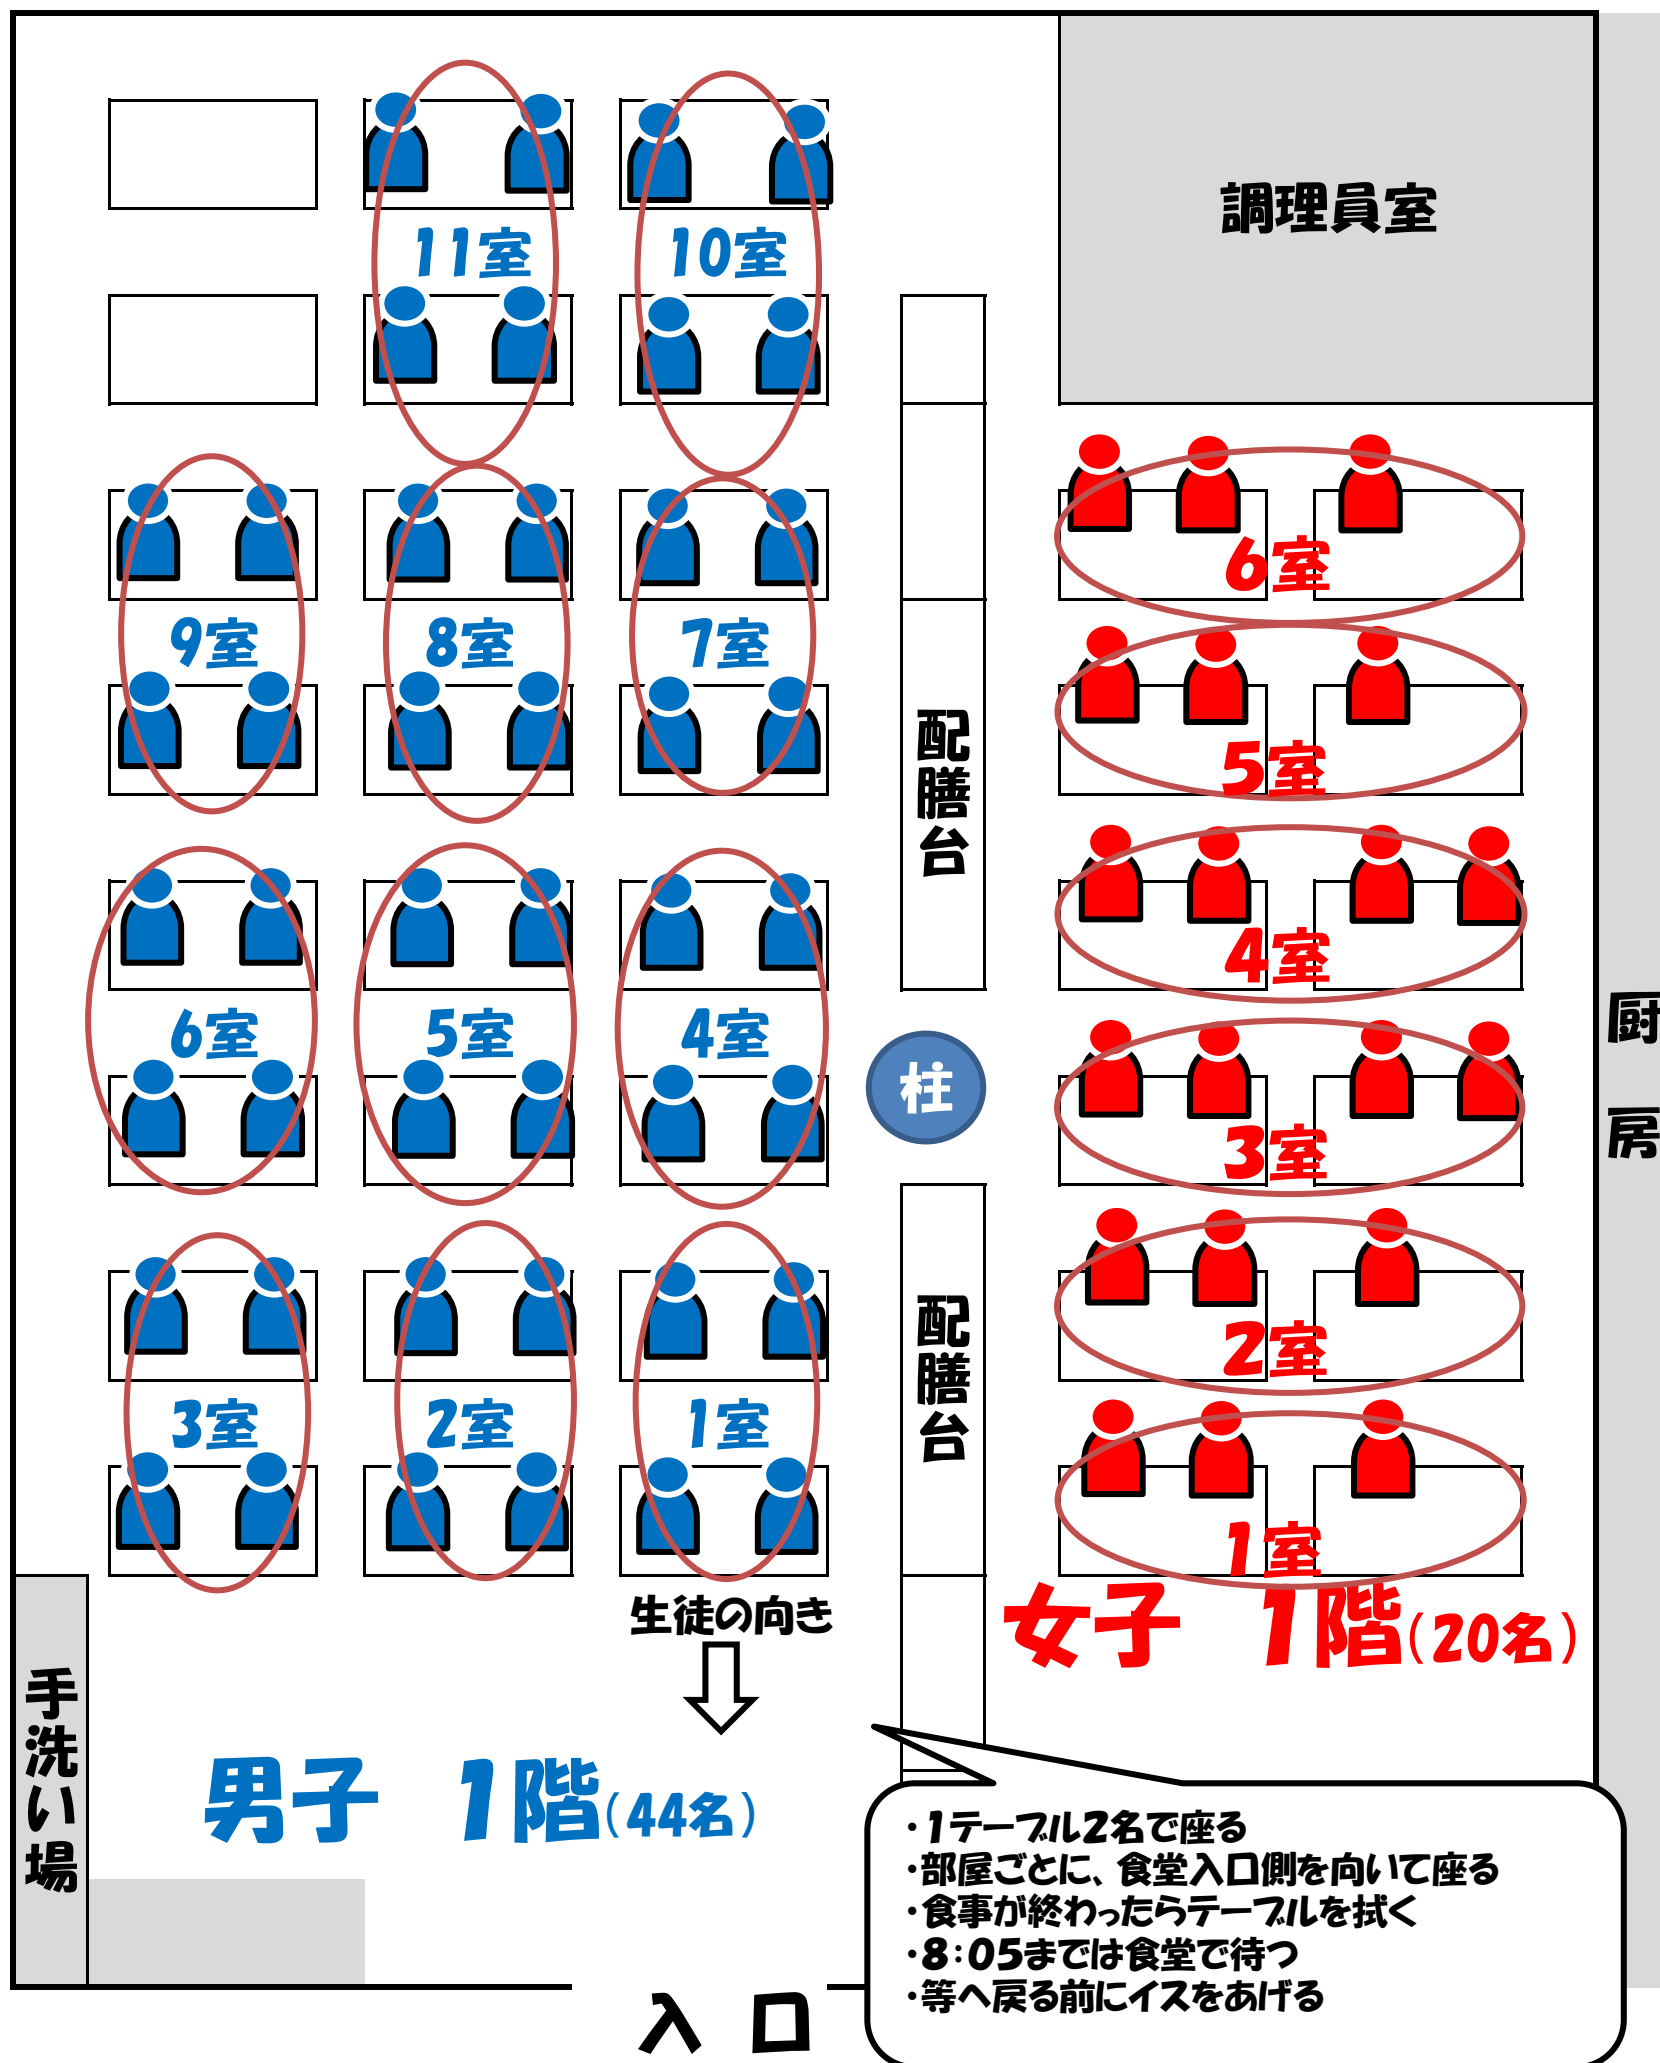 調理員室
11室
10室
9室
8室
7室
6室
5室
4室
3室
2室
1室
配膳台
柱
配膳台
6室
5室
4室
3室
2室
1室
厨房
生徒の向き
女子　1階(20名)
男子　1階(44名)
手洗い場
・1テーブル2名で座る
・部屋ごとに、食堂入口側を向いて座る
・食事が終わったらテーブルを拭く
・8:05までは食堂で待つ
・等へ戻る前にイスをあげる
入　口